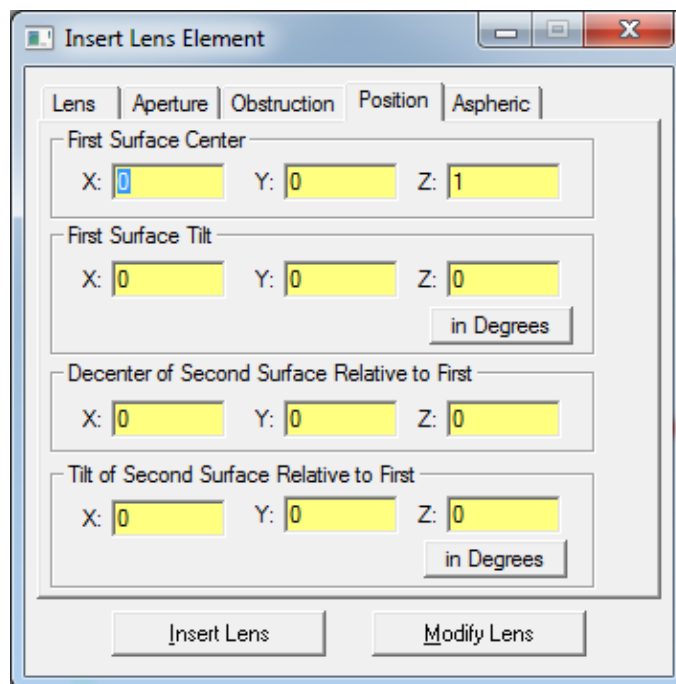 Insert Lens Element
Lens Aperture Obstruction Position Aspheric
First Surface Center
X: 0 Y: 0 Z: 1
First Surface Tilt
X: 0 Y: 0 Z: 0
in Degrees
Decenter of Second Surface Relative to First
X: 0 Y: 0 Z: 0
Tilt of Second Surface Relative to First
X: 0 Y: 0 Z: 0
in Degrees
Insert Lens Modify Lens